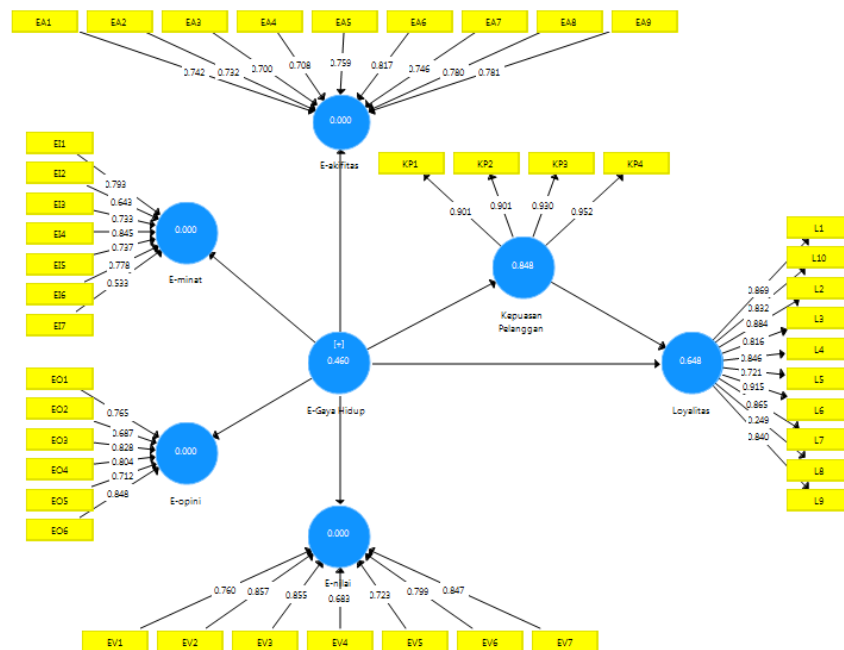 EA1 EA2 EA3 EA4 EA5 EA6 EA7 EA8 EA9
0.742 0.732 0.700 0.708 0.759 0.817 0.746 0.780 0.781
0.000
E-akifitas
EI1
EI2
EI3
EI4
EI5
EI6
EI7
0.793
0.643
0.733
0.845
0.737
0.778
0.533
0.000
E-minat
KP1 KP2 KP3 KP4
0.901 0.901 0.930 0.952
0.848
Kepuasan
Pelanggan
[+]
0.460
E-Gaya Hidup
0.648
Loyalitas
0.869
0.832
0.884
0.816
0.846
0.721
0.915
0.865
0.249
0.840
L1
L10
L2
L3
L4
L5
L6
L7
L8
L9
EO1
EO2
EO3
EO4
EO5
EO6
0.765
0.687
0.828
0.804
0.712
0.848
0.000
E-opini
0.000
E-nilai
0.760 0.857 0.855 0.683 0.723 0.799 0.847
EV1 EV2 EV3 EV4 EV5 EV6 EV7